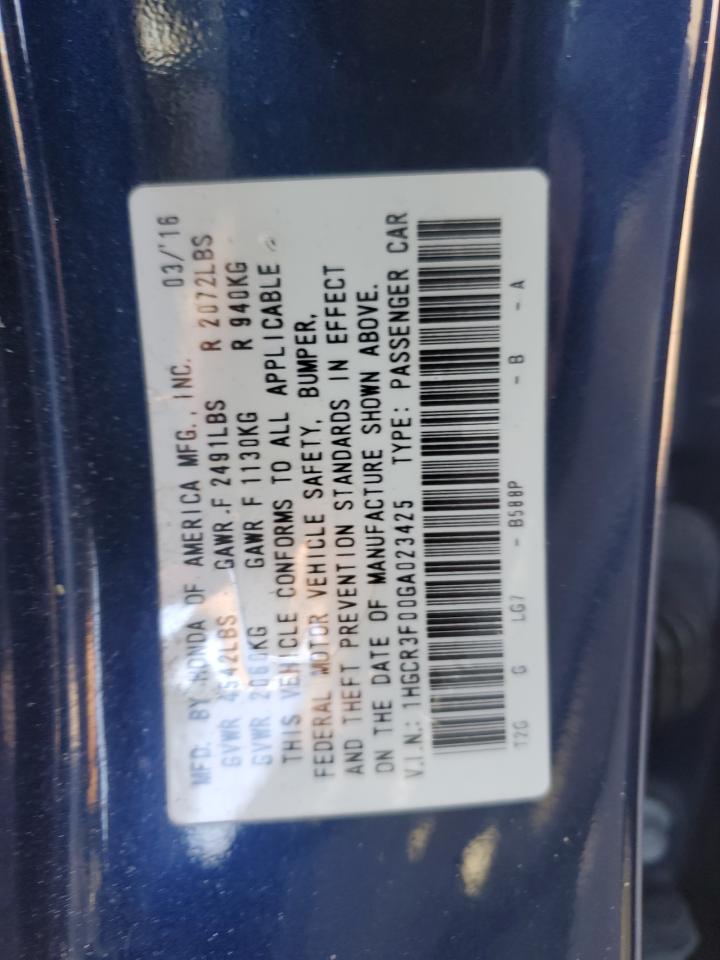 MFD. BY HONDA OF AMERICA MFG., INC. 03/'16
GVWR 4542LBS GAWR F 2491LBS R 2072LBS
GVWR 2060KG GAWR F 1130KG R 940KG
THIS VEHICLE CONFORMS TO ALL APPLICABLE
FEDERAL MOTOR VEHICLE SAFETY, BUMPER,
AND THEFT PREVENTION STANDARDS IN EFFECT
ON THE DATE OF MANUFACTURE SHOWN ABOVE.
V.I.N.: 1HGCR3F00GA023425 TYPE: PASSENGER CAR
T2G G LG7 - B588P - B - A